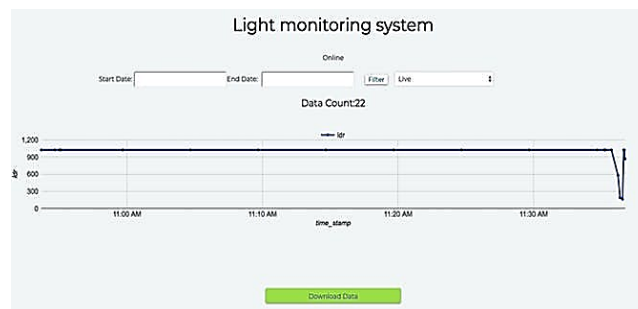 Light monitoring system
Online
Start Date: End Date: Filter Live
Data Count:22
ldr
1,200
900
600
300
0
ldr
11:00 AM 11:10 AM 11:20 AM 11:30 AM
time_stamp
Download Data